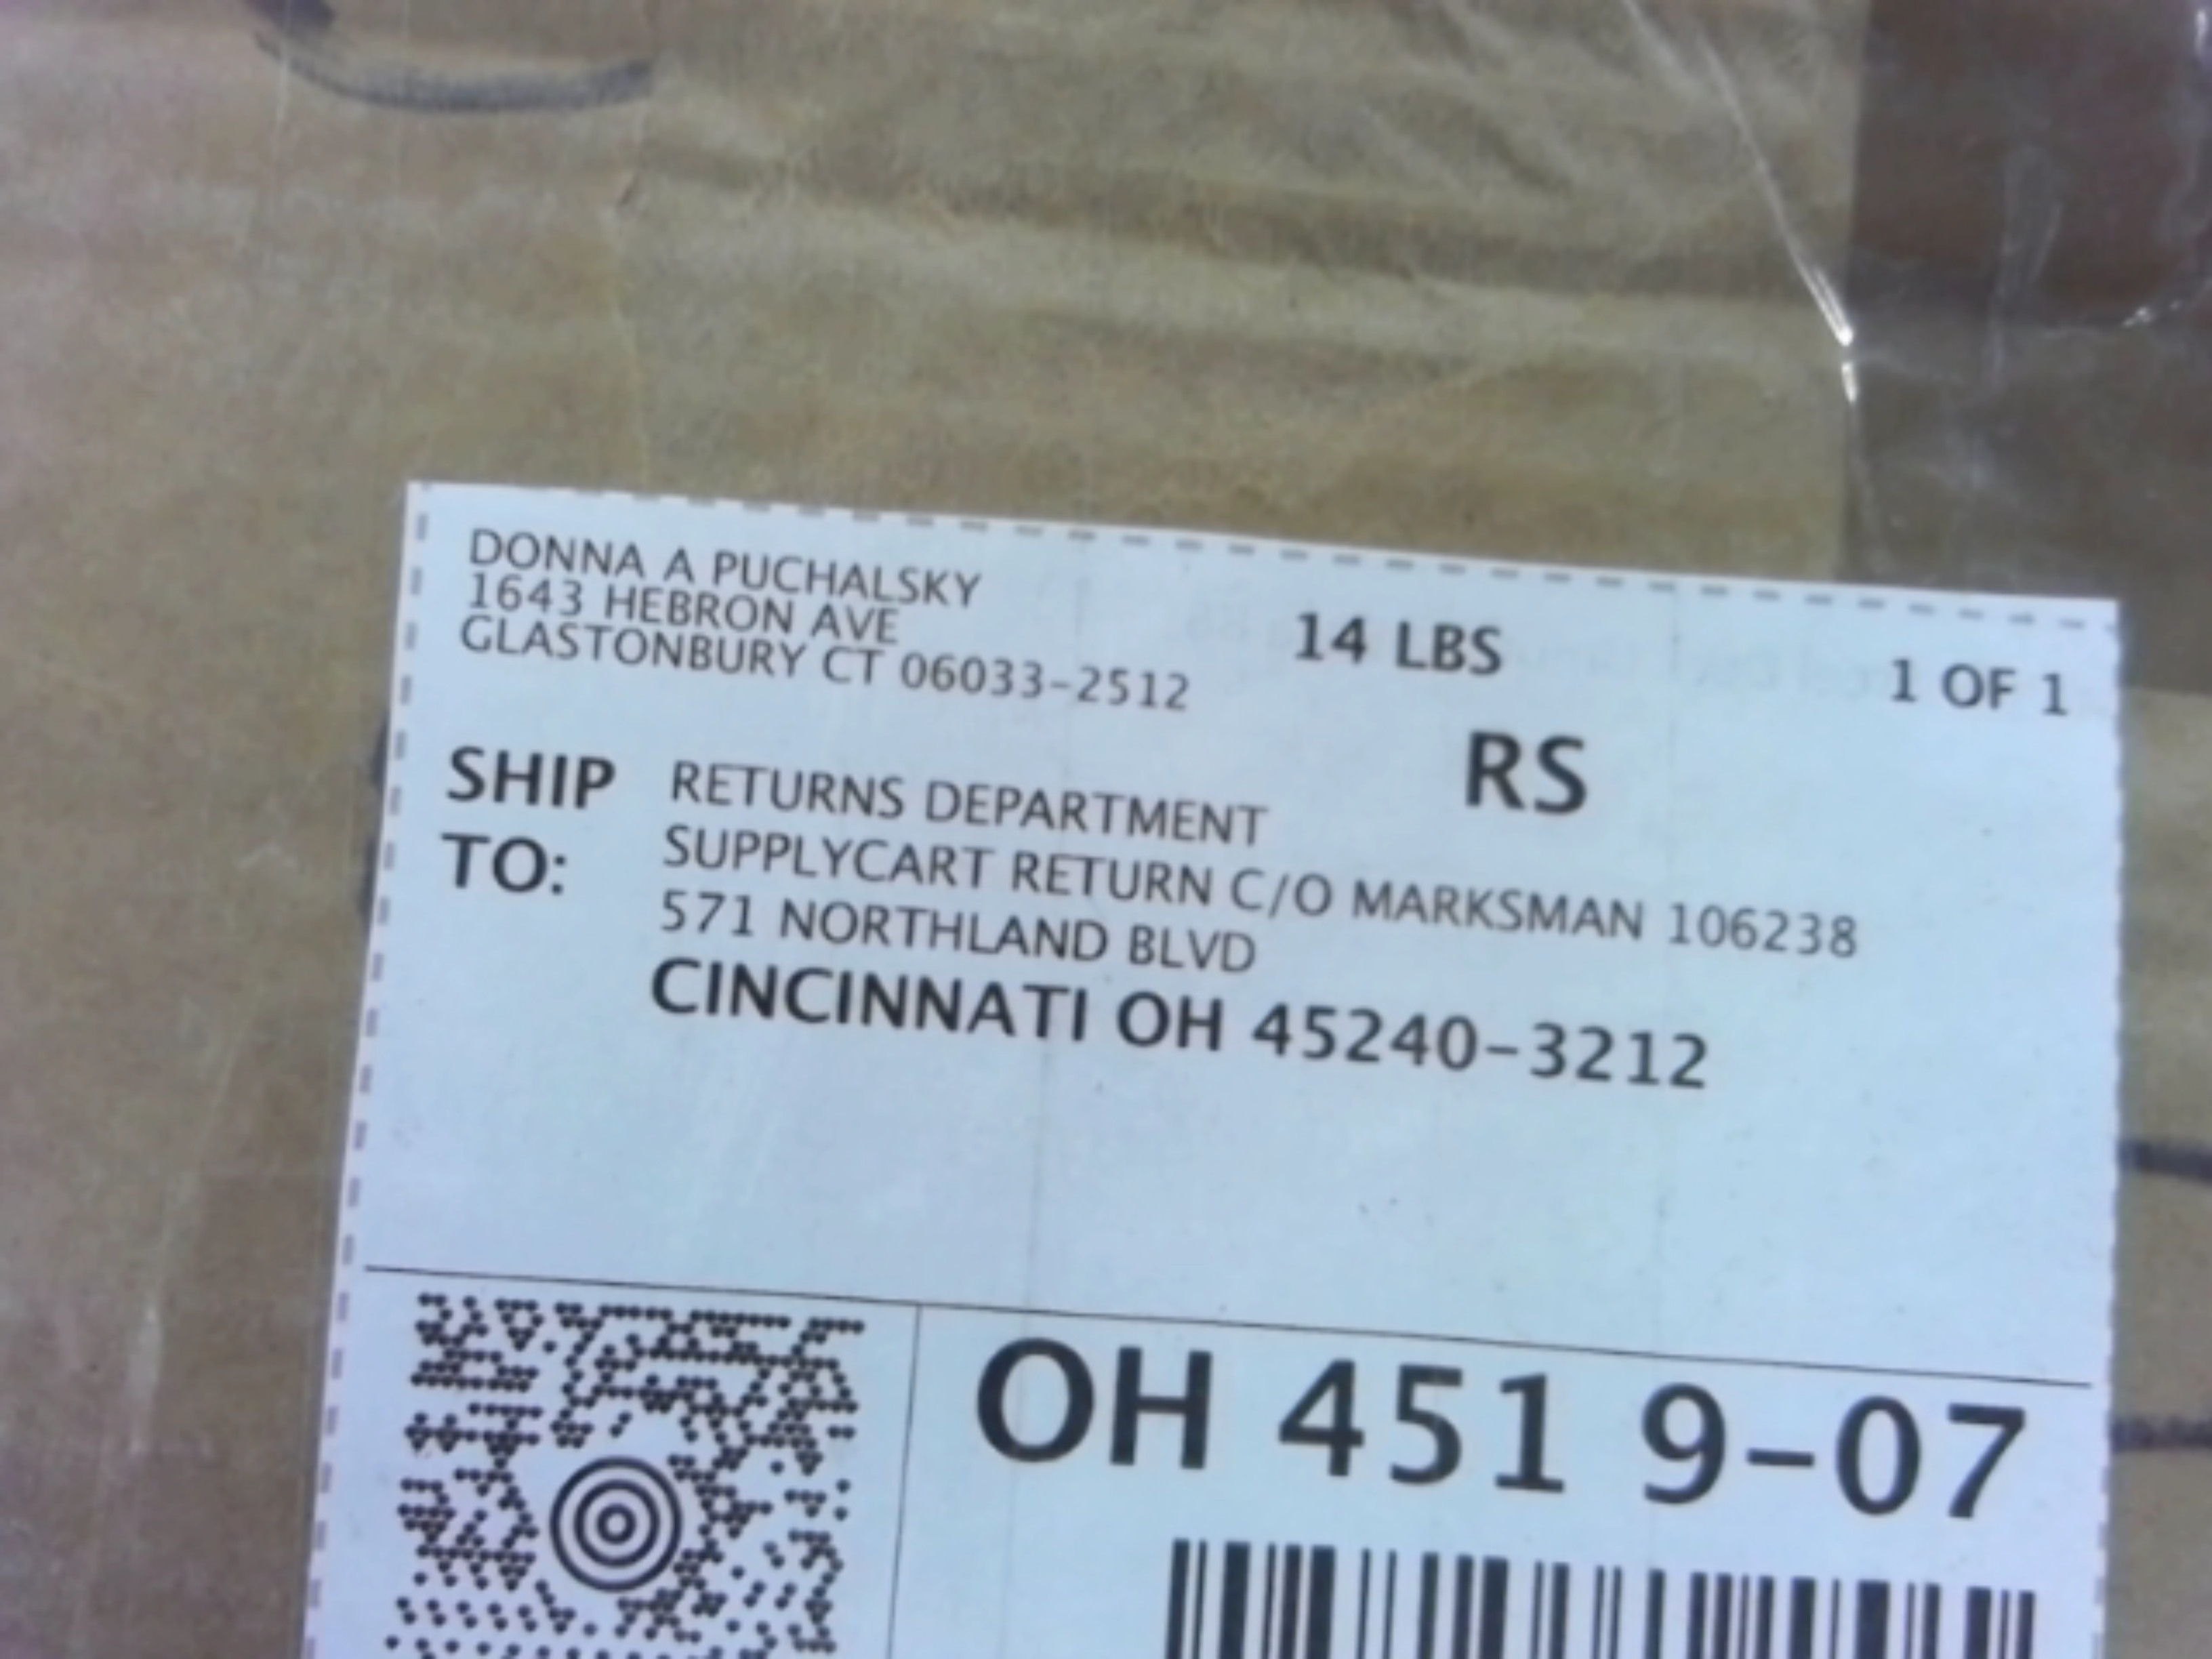 DONNA A PUCHALSKY
1643 HEBRON AVE
GLASTONBURY CT 06033-2512
14 LBS
1 OF 1
RS
SHIP TO:
RETURNS DEPARTMENT
SUPPLYCART RETURN C/O MARKSMAN 106238
571 NORTHLAND BLVD
CINCINNATI OH 45240-3212
OH 451 9-07